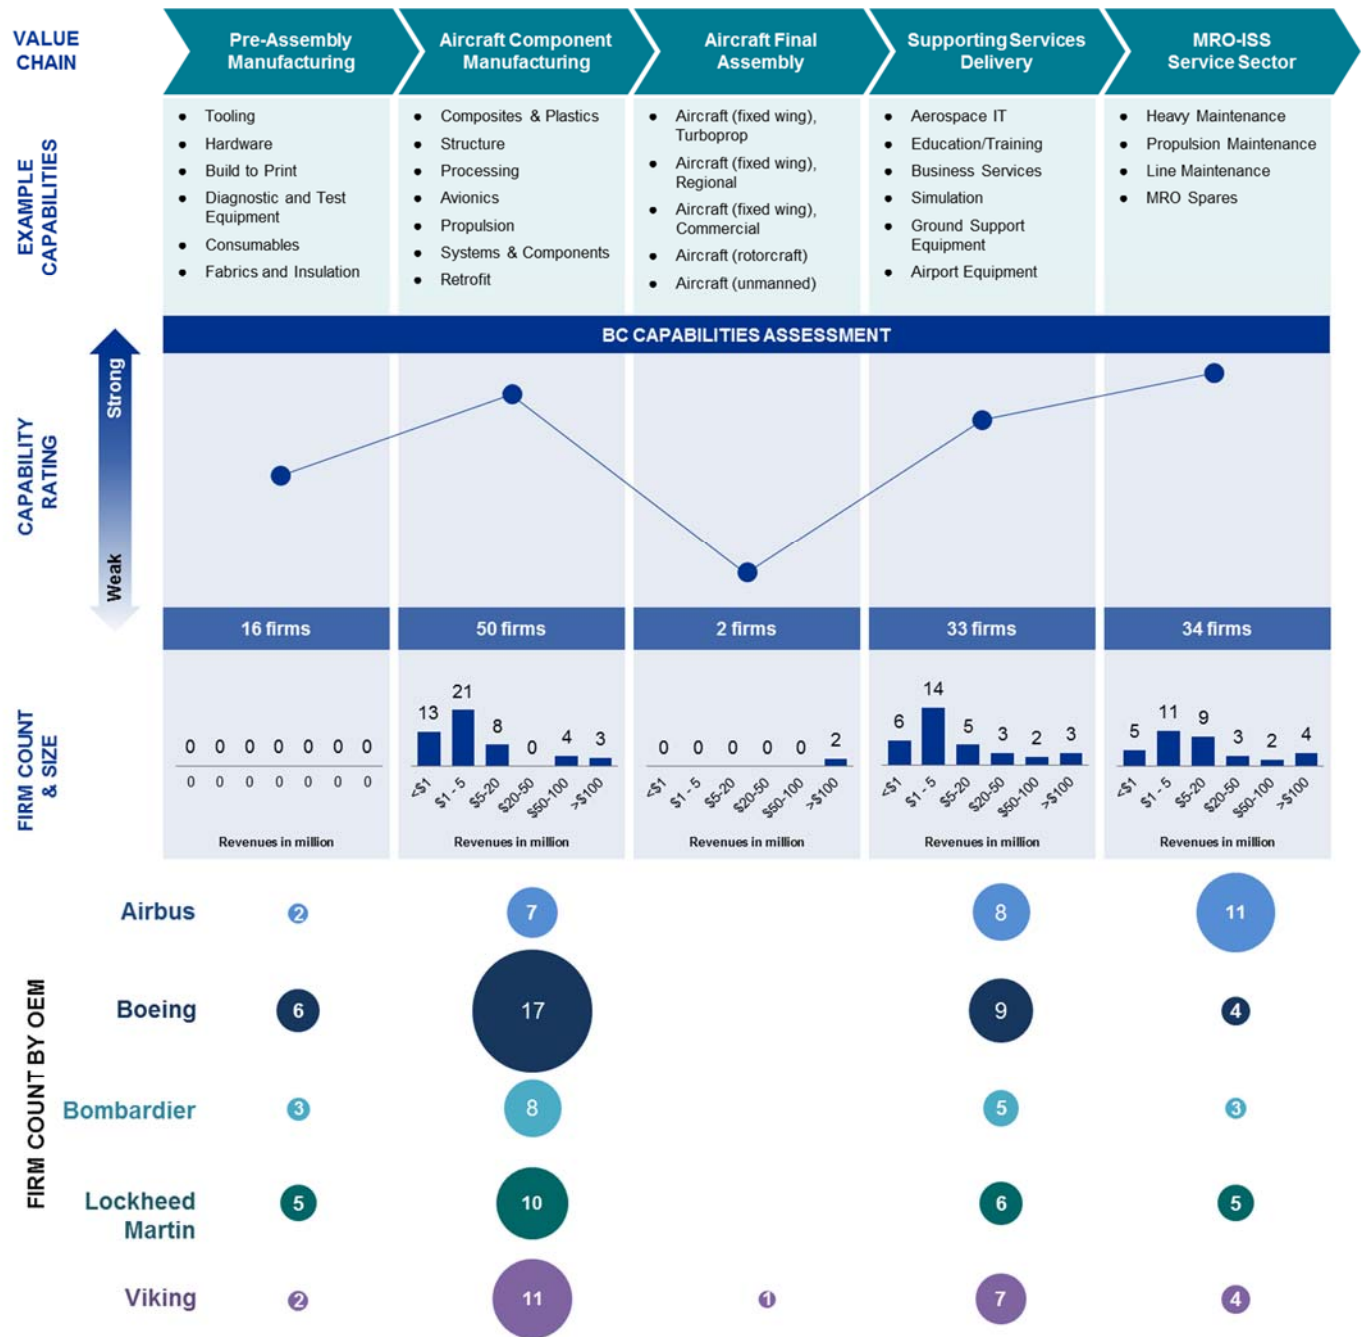 VALUE
CHAIN
Pre-Assembly
Manufacturing
Aircraft Component
Manufacturing
Aircraft Final
Assembly
Supporting Services
Delivery
MRO-ISS
Service Sector
EXAMPLE
CAPABILITIES
• Tooling
• Hardware
• Build to Print
• Diagnostic and Test
Equipment
• Consumables
• Fabrics and Insulation
• Composites & Plastics
• Structure
• Processing
• Avionics
• Propulsion
• Systems & Components
• Retrofit
• Aircraft (fixed wing),
Turboprop
• Aircraft (fixed wing),
Regional
• Aircraft (fixed wing),
Commercial
• Aircraft (rotorcraft)
• Aircraft (unmanned)
• Aerospace IT
• Education/Training
• Business Services
• Simulation
• Ground Support
Equipment
• Airport Equipment
• Heavy Maintenance
• Propulsion Maintenance
• Line Maintenance
• MRO Spares
BC CAPABILITIES ASSESSMENT
CAPABILITY
RATING
Strong
Weak
16 firms
50 firms
2 firms
33 firms
34 firms
FIRM COUNT
& SIZE
0 0 0 0 0 0 0
0 0 0 0 0 0 0
Revenues in million
13 21 8 0 4 3
<$1 $1 - 5 $5-20 $20-50 $50-100 >$100
Revenues in million
0 0 0 0 0 2
<$1 $1 - 5 $5-20 $20-50 $50-100 >$100
Revenues in million
6 14 5 3 2 3
<$1 $1 - 5 $5-20 $20-50 $50-100 >$100
Revenues in million
5 11 9 3 2 4
<$1 $1 - 5 $5-20 $20-50 $50-100 >$100
Revenues in million
FIRM COUNT BY OEM
Airbus 2 7 8 11
Boeing 6 17 9 4
Bombardier 3 8 5 3
Lockheed
Martin 5 10 6 5
Viking 2 11 1 7 4